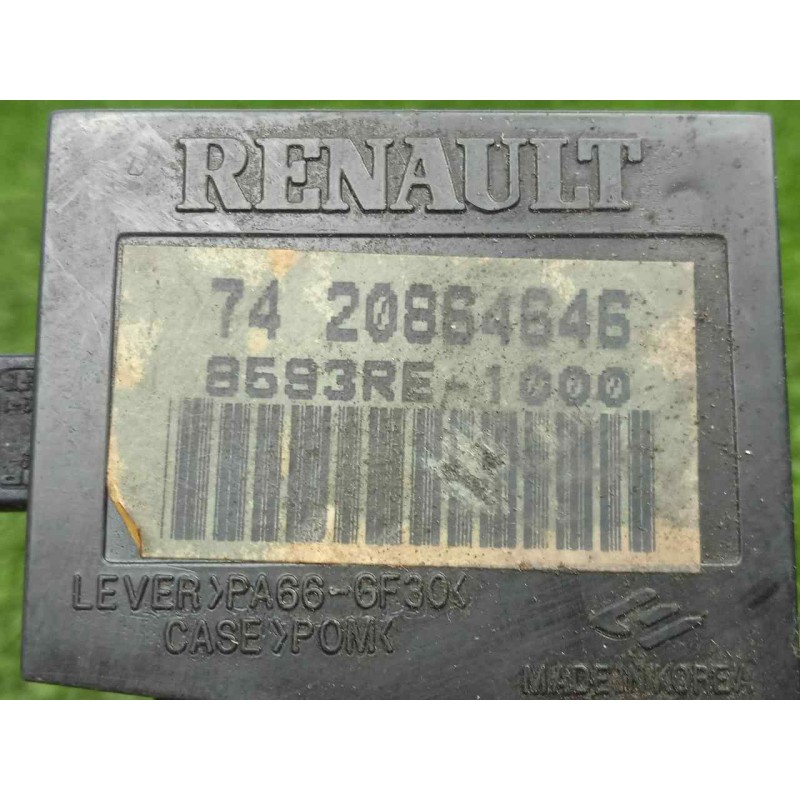 RENAULT
74 20864646
8593RE-1000
LEVER>PA66-GF30<
CASE>POM<
MADE IN KOREA